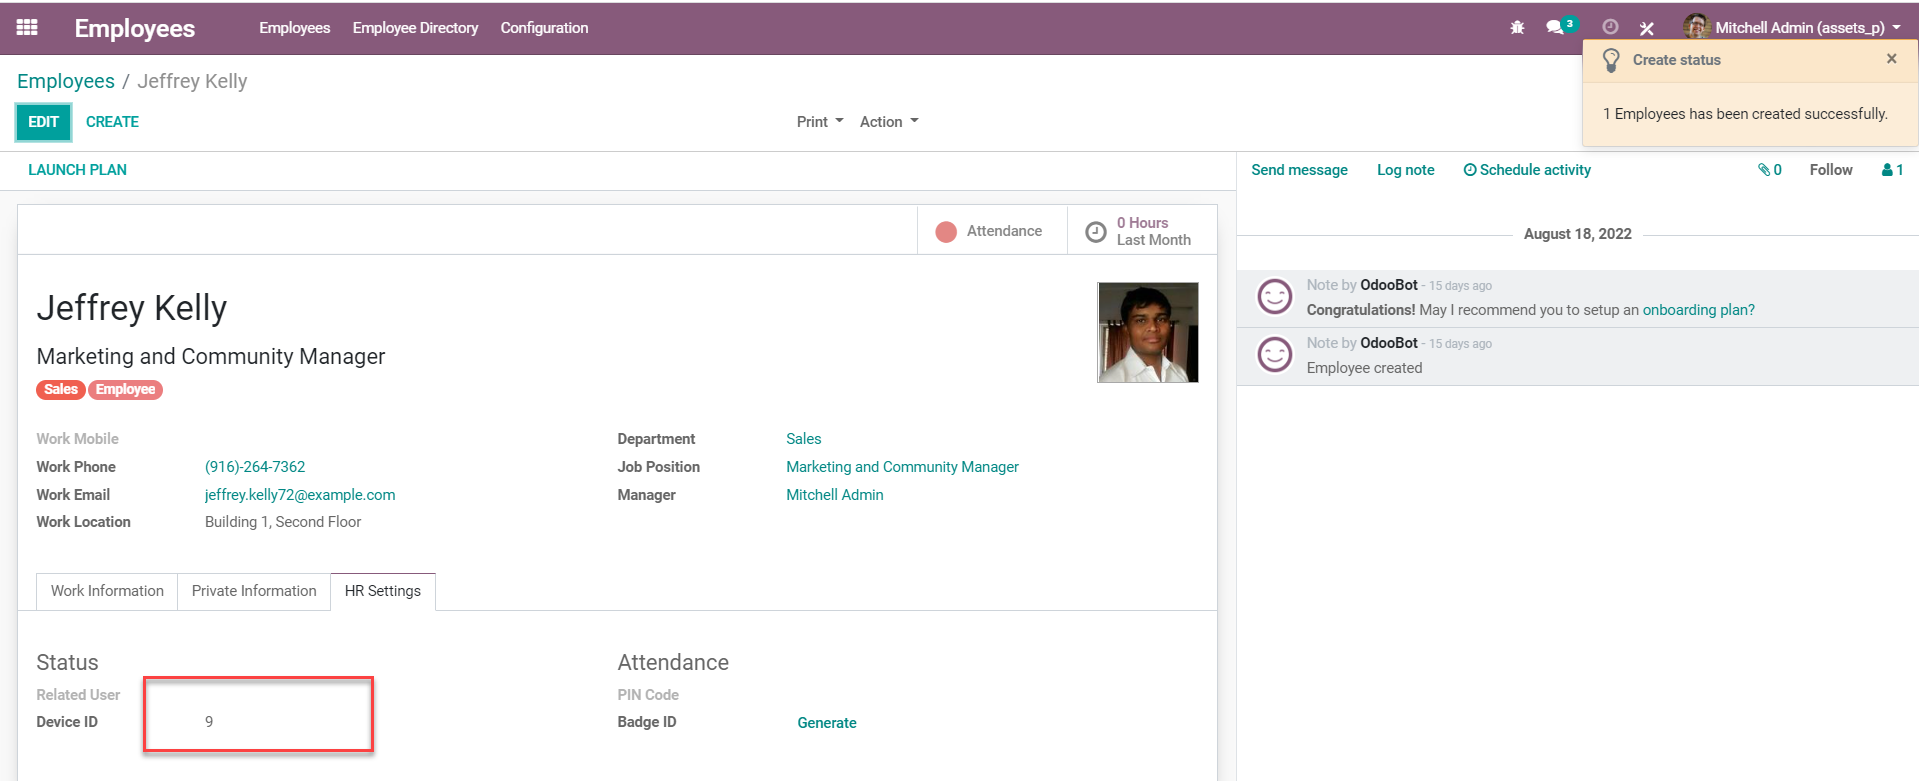 Employees Employees Employee Directory Configuration 3 Mitchell Admin (assets_p)
Create status ×
1 Employees has been created successfully.
Employees / Jeffrey Kelly
EDIT CREATE Print Action
LAUNCH PLAN
Send message Log note Schedule activity 0 Follow 1
Attendance
0 Hours
Last Month
August 18, 2022
Jeffrey Kelly
Marketing and Community Manager
Sales Employee
Note by OdooBot - 15 days ago
Congratulations! May I recommend you to setup an onboarding plan?
Note by OdooBot - 15 days ago
Employee created
Work Mobile
Work Phone (916)-264-7362
Work Email jeffrey.kelly72@example.com
Work Location Building 1, Second Floor
Department Sales
Job Position Marketing and Community Manager
Manager Mitchell Admin
Work Information Private Information HR Settings
Status
Related User
Device ID 9
Attendance
PIN Code
Badge ID Generate